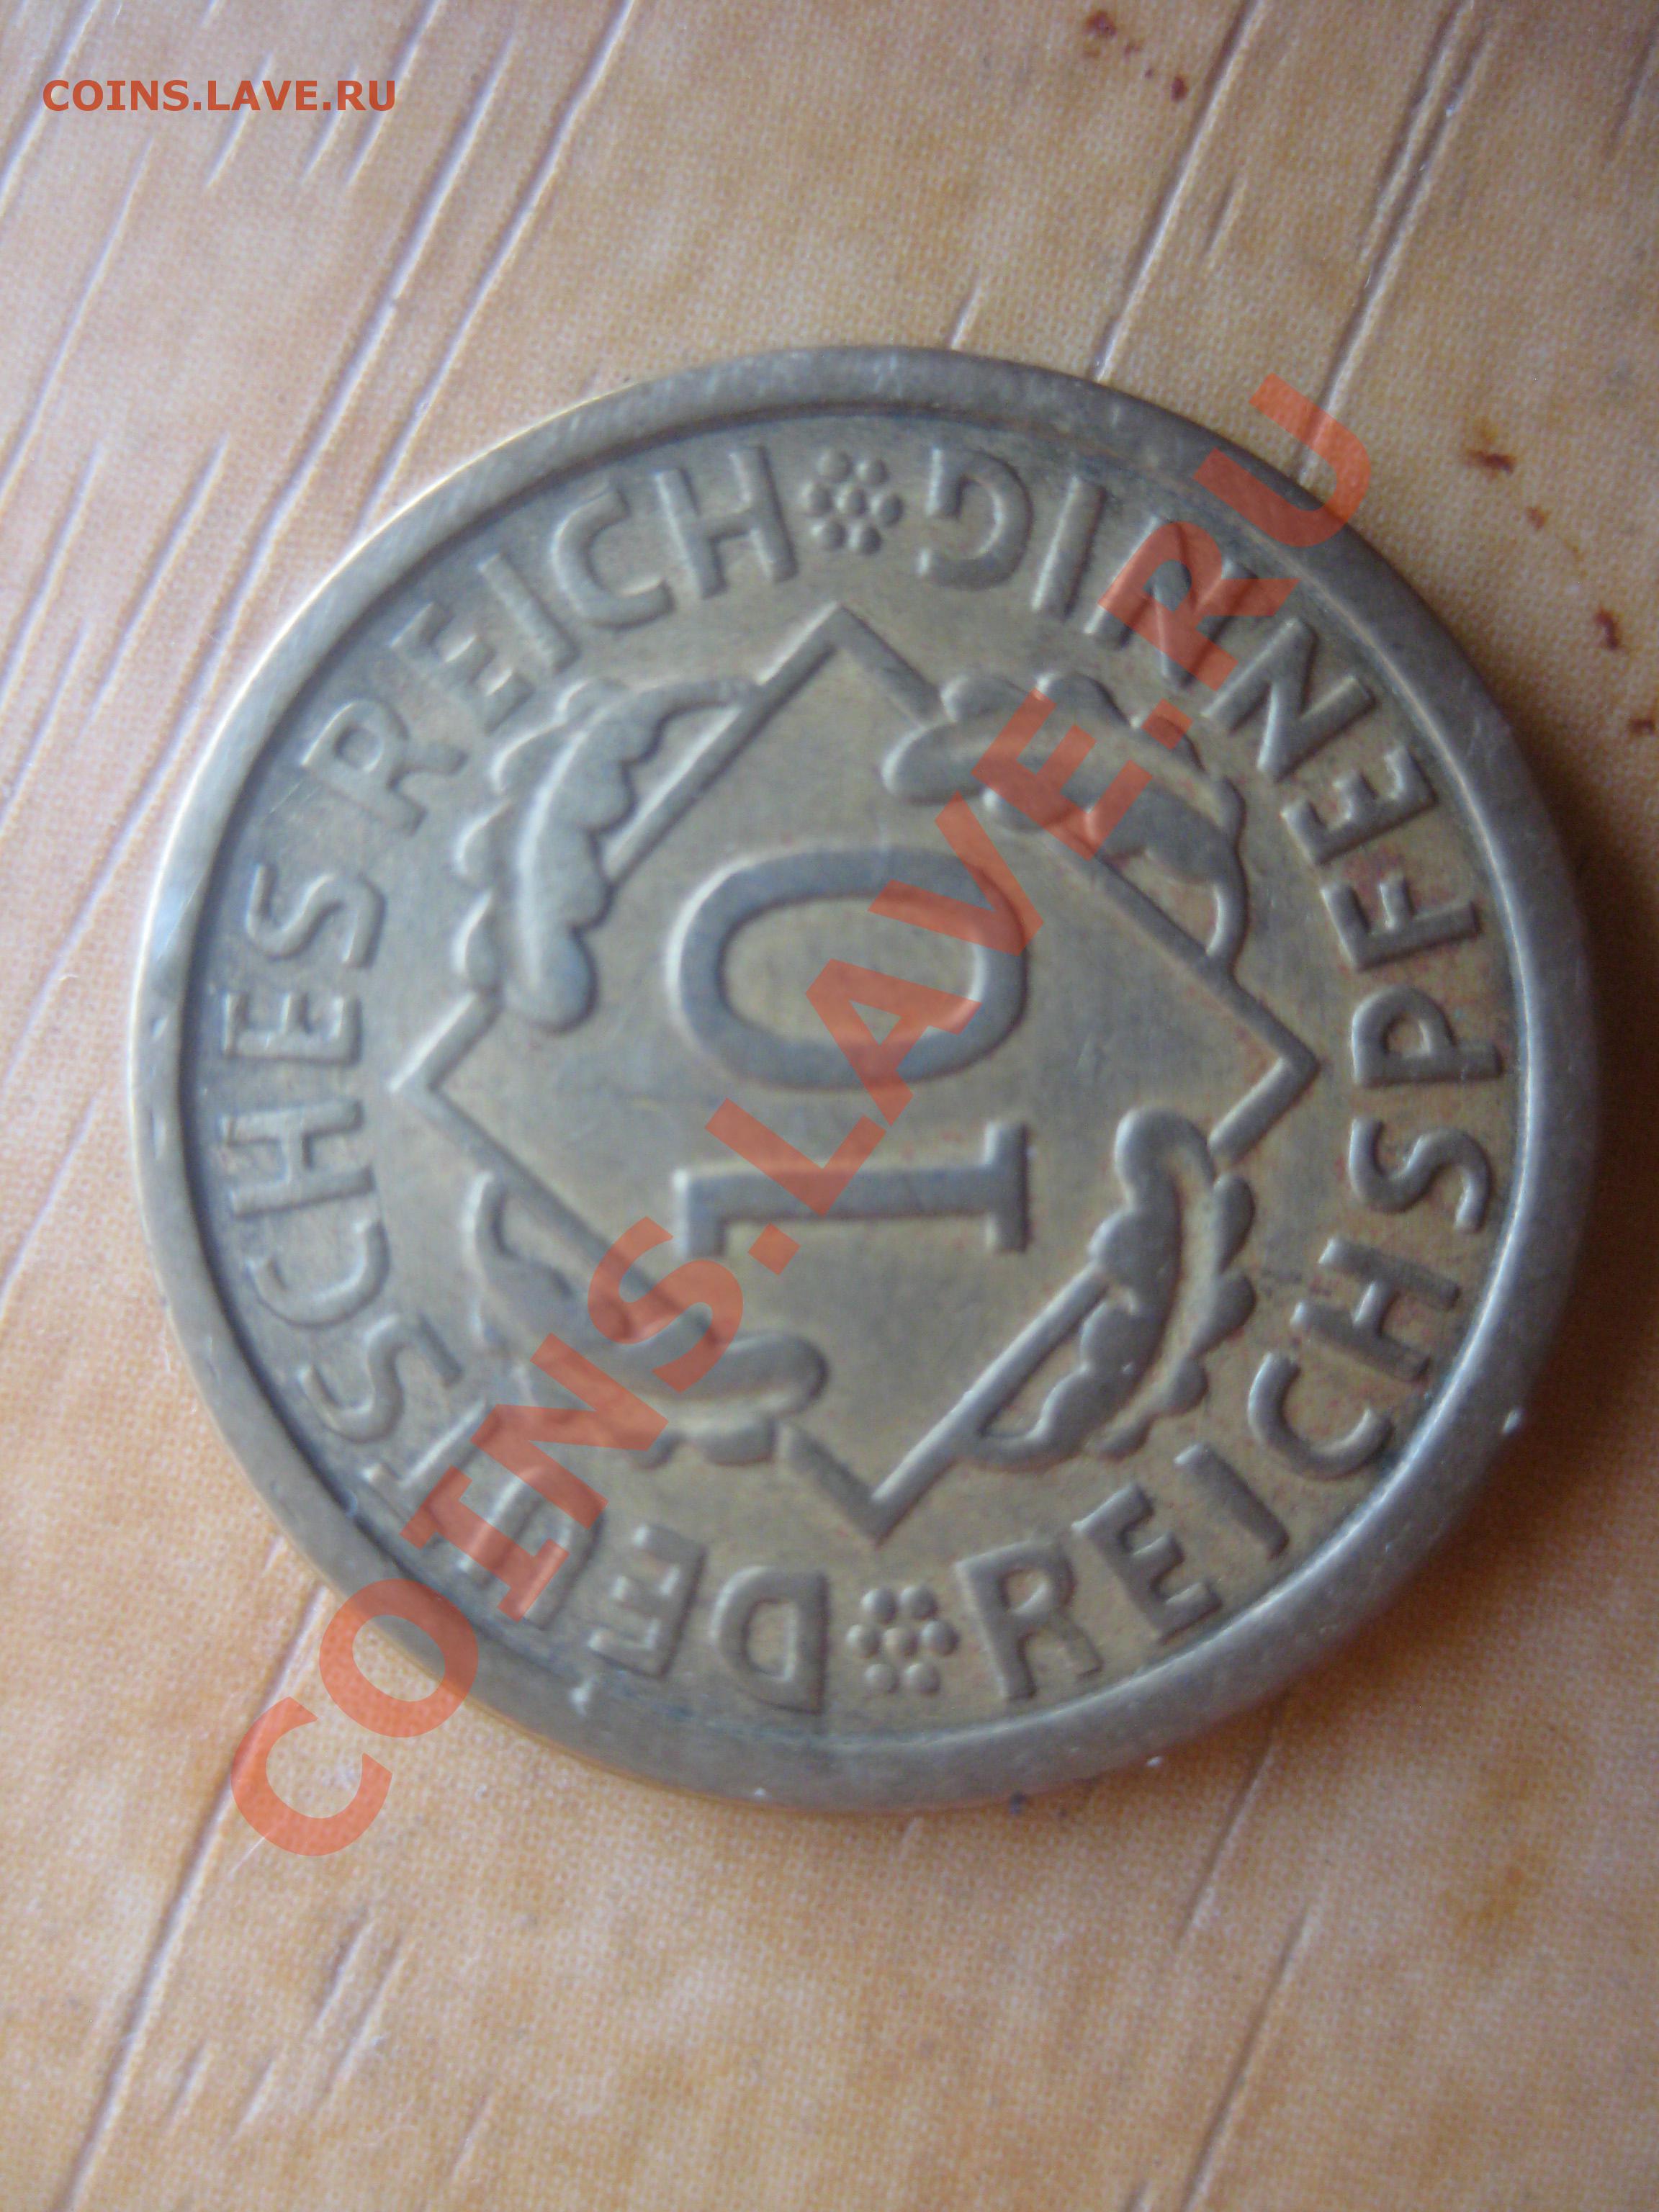 COINS.LAVE.RU
DEUTSCHES REICH
10
REICHSPFENNIG
COINS.LAVE.RU